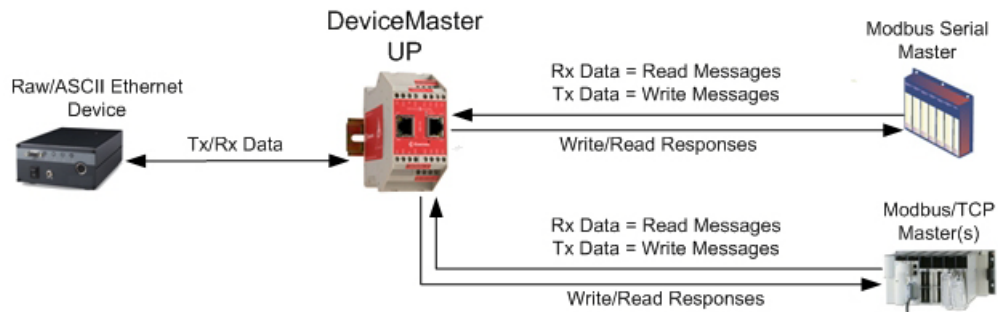 DeviceMaster
UP
Modbus Serial
Master
Raw/ASCII Ethernet
Device
Rx Data = Read Messages
Tx Data = Write Messages
Tx/Rx Data
Write/Read Responses
Modbus/TCP
Master(s)
Rx Data = Read Messages
Tx Data = Write Messages
Write/Read Responses